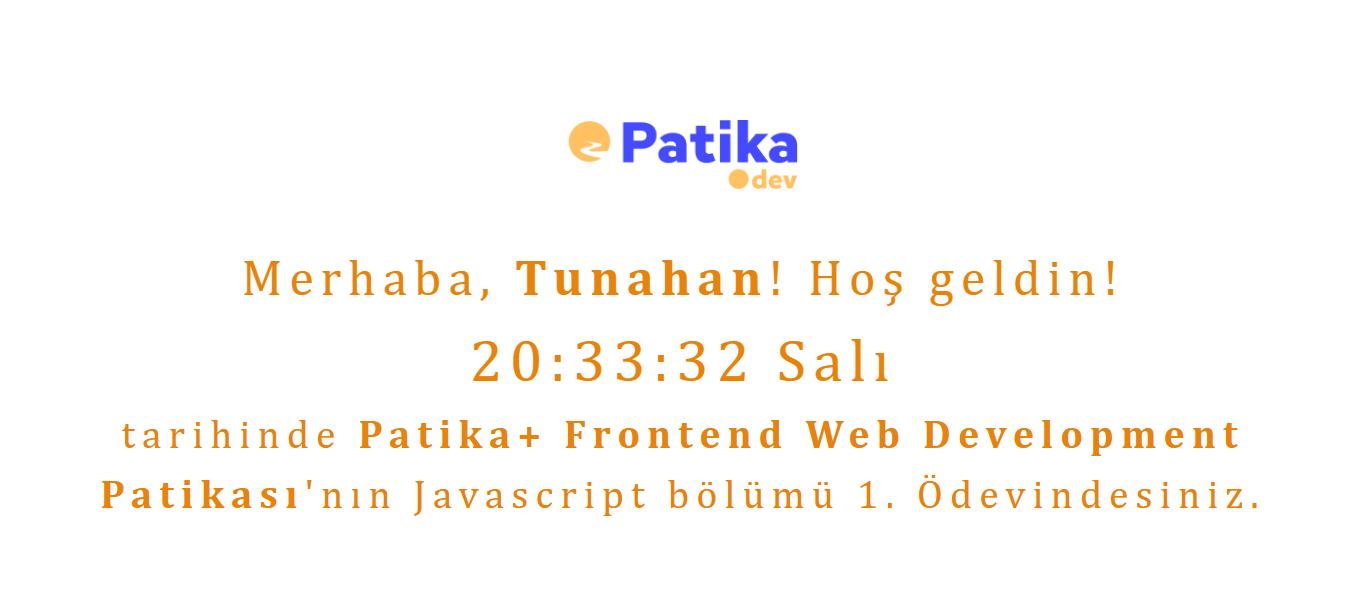 Patika
dev
Merhaba, Tunahan! Hoş geldin!
20:33:32 Salı
tarihinde Patika+ Frontend Web Development
Patikası'nın Javascript bölümü 1. Ödevindesiniz.